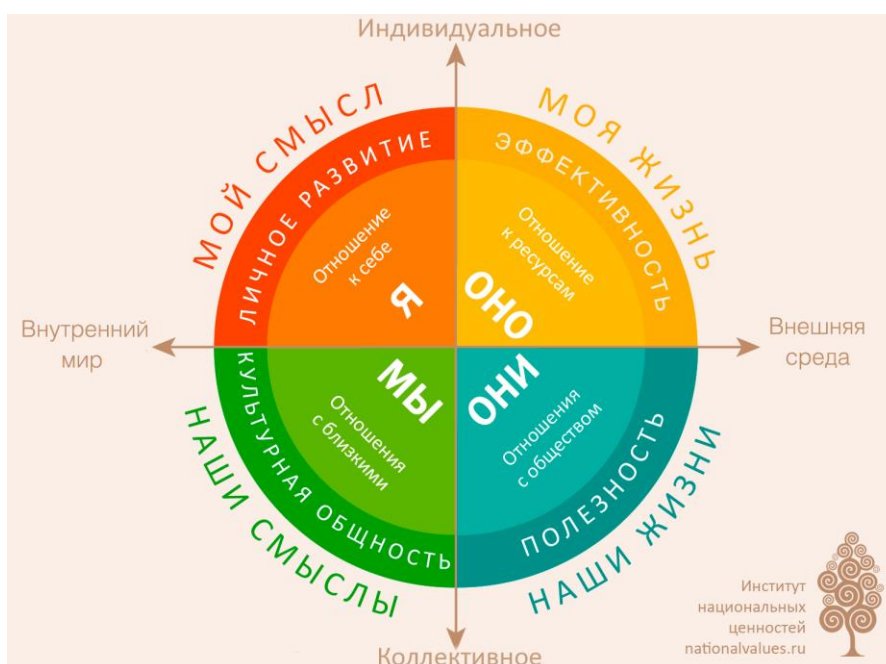 Индивидуальное
МОЙ СМЫСЛ
МОЯ ЖИЗНЬ
ЛИЧНОЕ РАЗВИТИЕ
ЭФФЕКТИВНОСТЬ
Отношение
к себе
Отношение
к ресурсам
Я
ОНО
Внутренний
мир
Внешняя
среда
МЫ
ОНИ
Отношения
с близкими
Отношения
с обществом
КУЛЬТУРНАЯ ОБЩНОСТЬ
ПОЛЕЗНОСТЬ
НАШИ СМЫСЛЫ
НАШИ ЖИЗНИ
Институт
национальных
ценностей
nationalvalues.ru
Коллективное